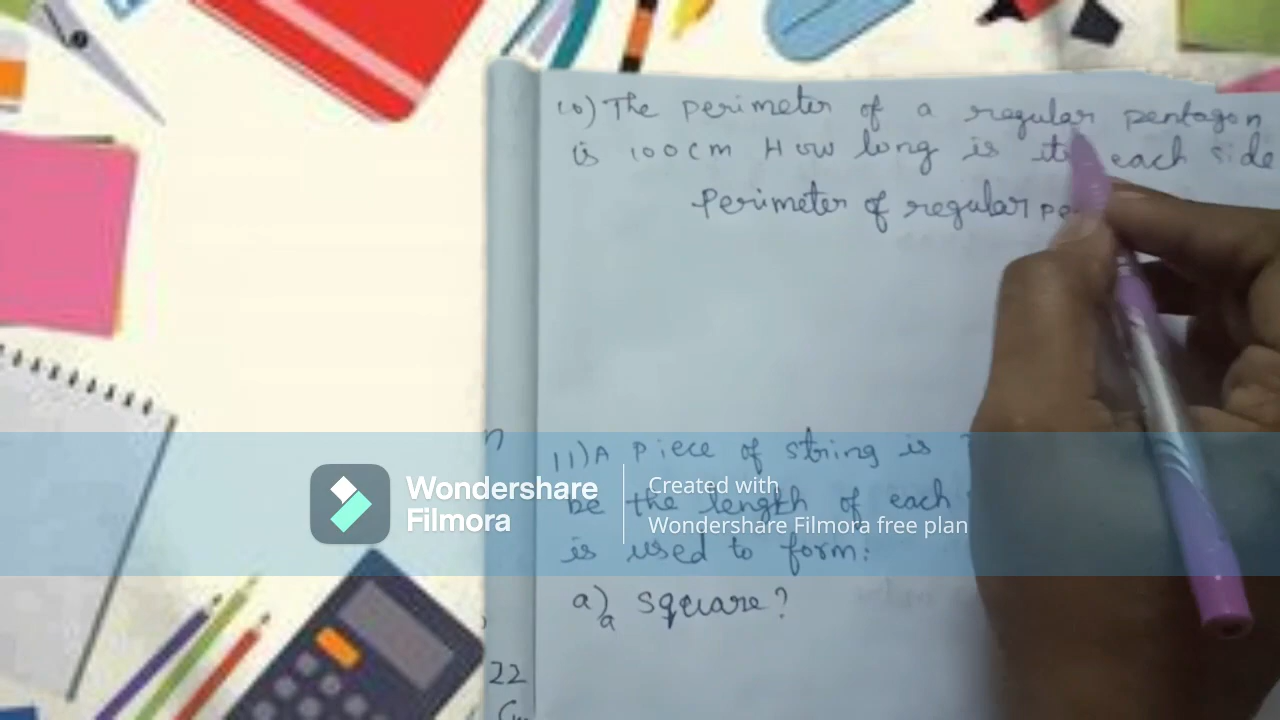 10) The perimeter of a regular pentagon
is 100cm How long is its each side
Perimeter of regular pe
11) A piece of string is
be the length of each
is used to form:
a) a square?
22
Wondershare
Filmora
Created with
Wondershare Filmora free plan